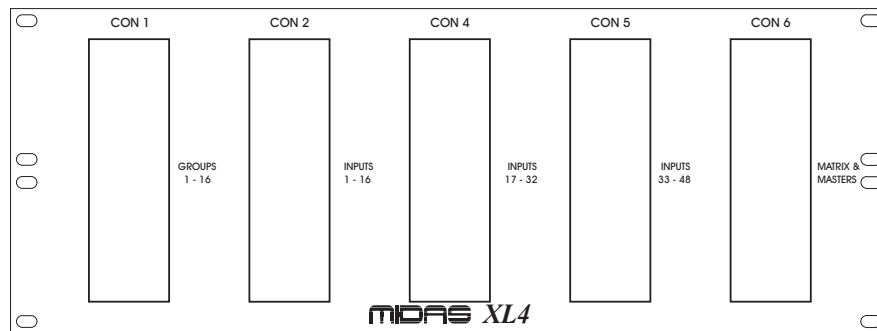 CON 1
CON 2
CON 4
CON 5
CON 6
GROUPS
1 - 16
INPUTS
1 - 16
INPUTS
17 - 32
INPUTS
33 - 48
MATRIX &
MASTERS
MIDAS XL4